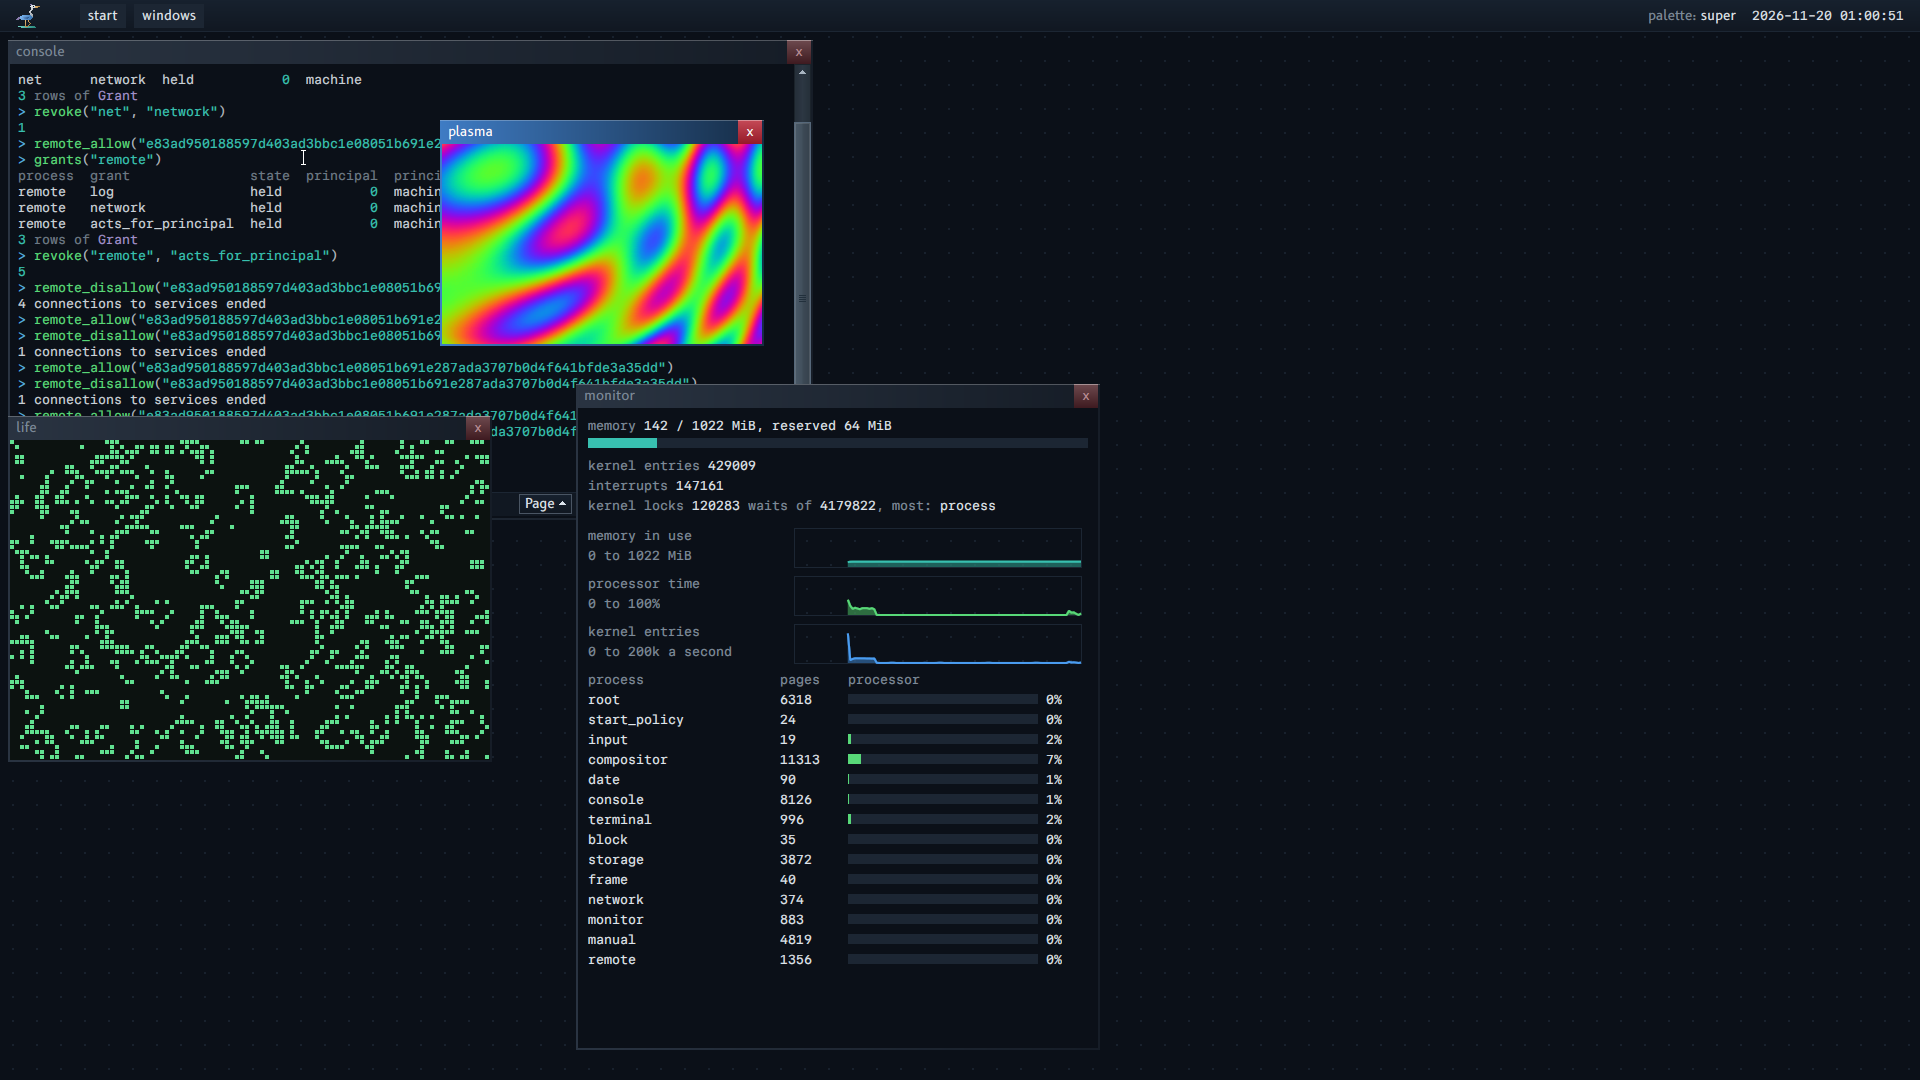 start windows palette: super 2026-11-20 01:00:51
console x
net network held 0 machine
3 rows of Grant
> revoke("net", "network")
1
> remote_allow("e83ad950188597d403ad3bbc1e08051b691e2
> grants("remote")
process grant state principal princi
remote log held 0 machin
remote network held 0 machin
remote acts_for_principal held 0 machin
3 rows of Grant
> revoke("remote", "acts_for_principal")
5
> remote_disallow("e83ad950188597d403ad3bbc1e08051b69
4 connections to services ended
> remote_allow("e83ad950188597d403ad3bbc1e08051b691e2
> remote_disallow("e83ad950188597d403ad3bbc1e08051b69
1 connections to services ended
> remote_allow("e83ad950188597d403ad3bbc1e08051b691e287ada3707b0d4f641bfde3a35dd")
> remote_disallow("e83ad950188597d403ad3bbc1e08051b691e287ada3707b0d4f641bfde3a35dd")
1 connections to services ended
> remote_allow("e83ad950188597d403ad3bbc1e08051b691e287ada3707b0d4f641
da3707b0d4f6
Page
plasma x
life x
monitor x
memory 142 / 1022 MiB, reserved 64 MiB
kernel entries 429009
interrupts 147161
kernel locks 120283 waits of 4179822, most: process
memory in use
0 to 1022 MiB
processor time
0 to 100%
kernel entries
0 to 200k a second
process pages processor
root 6318 0%
start_policy 24 0%
input 19 2%
compositor 11313 7%
date 90 1%
console 8126 1%
terminal 996 2%
block 35 0%
storage 3872 0%
frame 40 0%
network 374 0%
monitor 883 0%
manual 4819 0%
remote 1356 0%